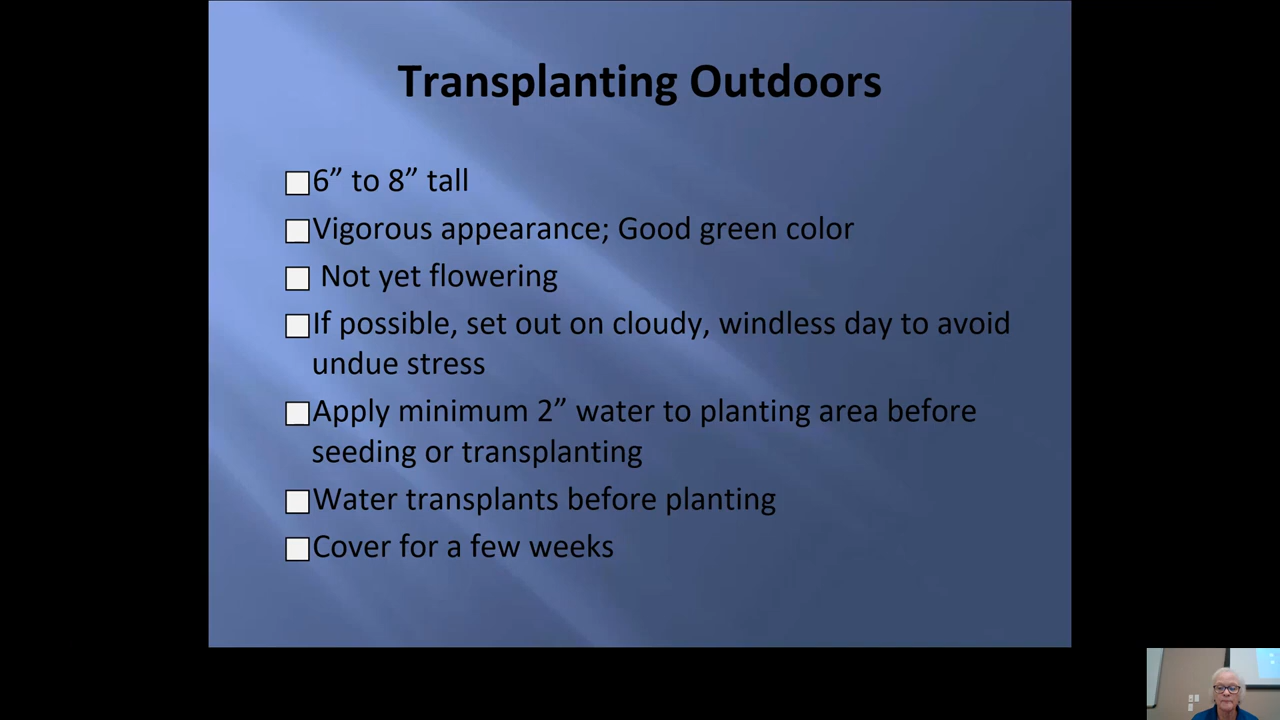 Transplanting Outdoors
6” to 8” tall
Vigorous appearance; Good green color
Not yet flowering
If possible, set out on cloudy, windless day to avoid
undue stress
Apply minimum 2” water to planting area before
seeding or transplanting
Water transplants before planting
Cover for a few weeks